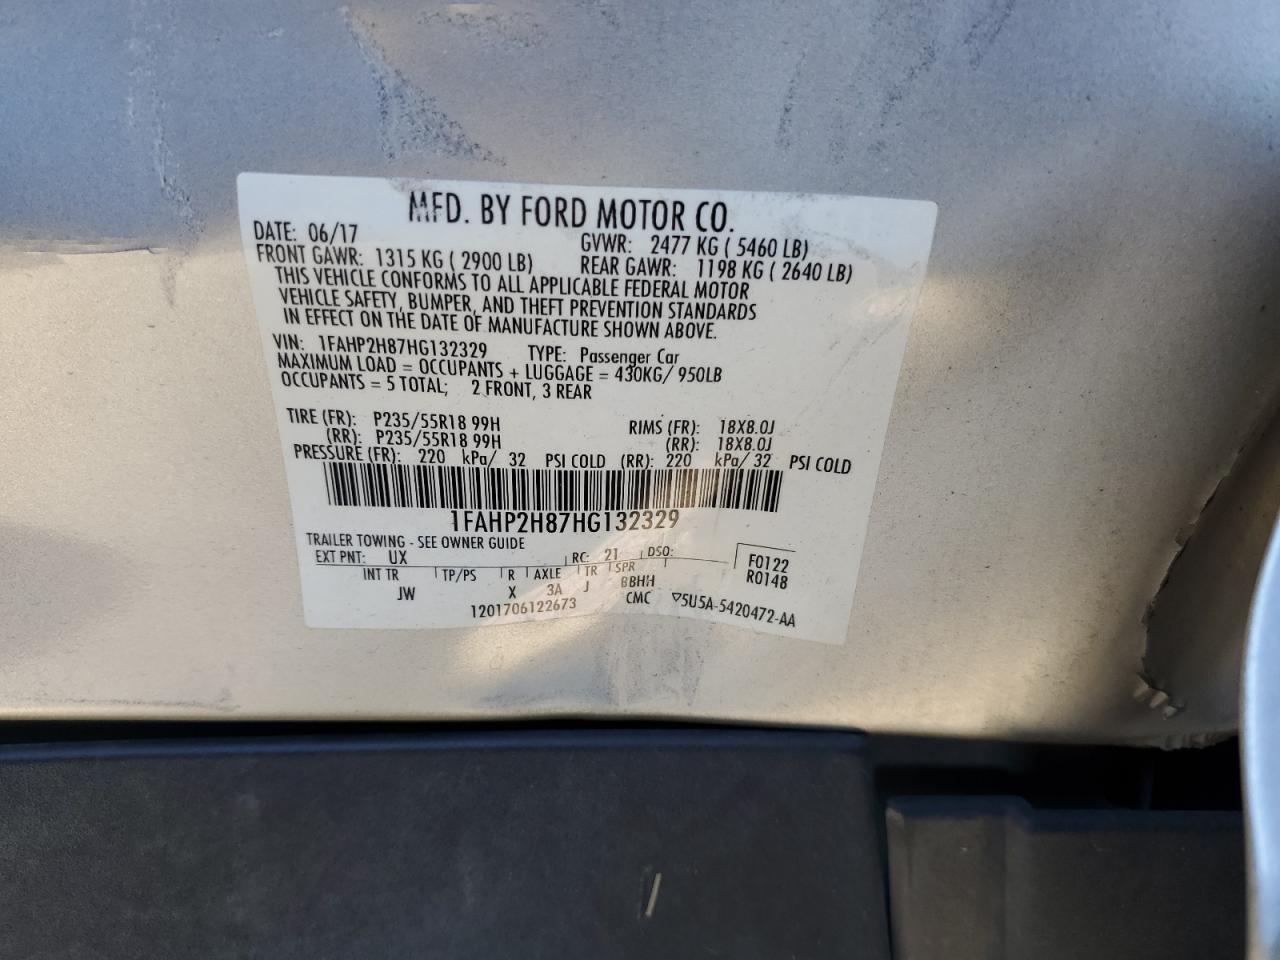 MFD. BY FORD MOTOR CO.
DATE: 06/17 GVWR: 2477 KG ( 5460 LB)
FRONT GAWR: 1315 KG ( 2900 LB) REAR GAWR: 1198 KG ( 2640 LB)
THIS VEHICLE CONFORMS TO ALL APPLICABLE FEDERAL MOTOR
VEHICLE SAFETY, BUMPER, AND THEFT PREVENTION STANDARDS
IN EFFECT ON THE DATE OF MANUFACTURE SHOWN ABOVE.
VIN: 1FAHP2H87HG132329 TYPE: Passenger Car
MAXIMUM LOAD = OCCUPANTS + LUGGAGE = 430KG/ 950LB
OCCUPANTS = 5 TOTAL; 2 FRONT, 3 REAR
TIRE (FR): P235/55R18 99H RIMS (FR): 18X8.0J
(RR): P235/55R18 99H (RR): 18X8.0J
PRESSURE (FR): 220 kPa/ 32 PSI COLD (RR): 220 kPa/ 32 PSI COLD
1FAHP2H87HG132329
TRAILER TOWING - SEE OWNER GUIDE
EXT PNT: UX RC: 21 DSO: F0122
INT TR TP/PS R AXLE TR SPR R0148
JW X 3A J BBHH
1201706122673 CMC ▽5U5A-5420472-AA